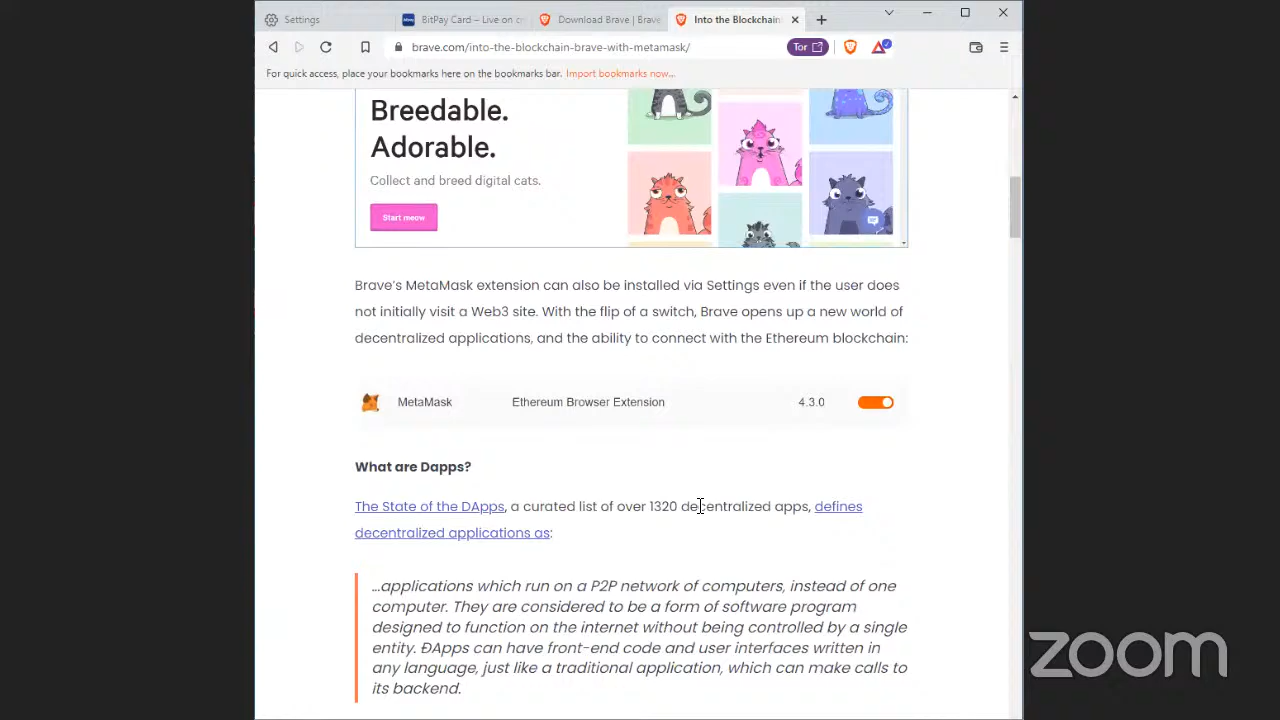 Settings
BitPay Card – Live on c
Download Brave | Brave
Into the Blockchain:
brave.com/into-the-blockchain-brave-with-metamask/
Tor
For quick access, place your bookmarks here on the bookmarks bar. Import bookmarks now...
Breedable.
Adorable.
Collect and breed digital cats.
Start meow
Brave's MetaMask extension can also be installed via Settings even if the user does
not initially visit a Web3 site. With the flip of a switch, Brave opens up a new world of
decentralized applications, and the ability to connect with the Ethereum blockchain:
MetaMask Ethereum Browser Extension 4.3.0
What are Dapps?
The State of the DApps, a curated list of over 1320 decentralized apps, defines
decentralized applications as:
...applications which run on a P2P network of computers, instead of one
computer. They are considered to be a form of software program
designed to function on the internet without being controlled by a single
entity. ĐApps can have front-end code and user interfaces written in
any language, just like a traditional application, which can make calls to
its backend.
zoom